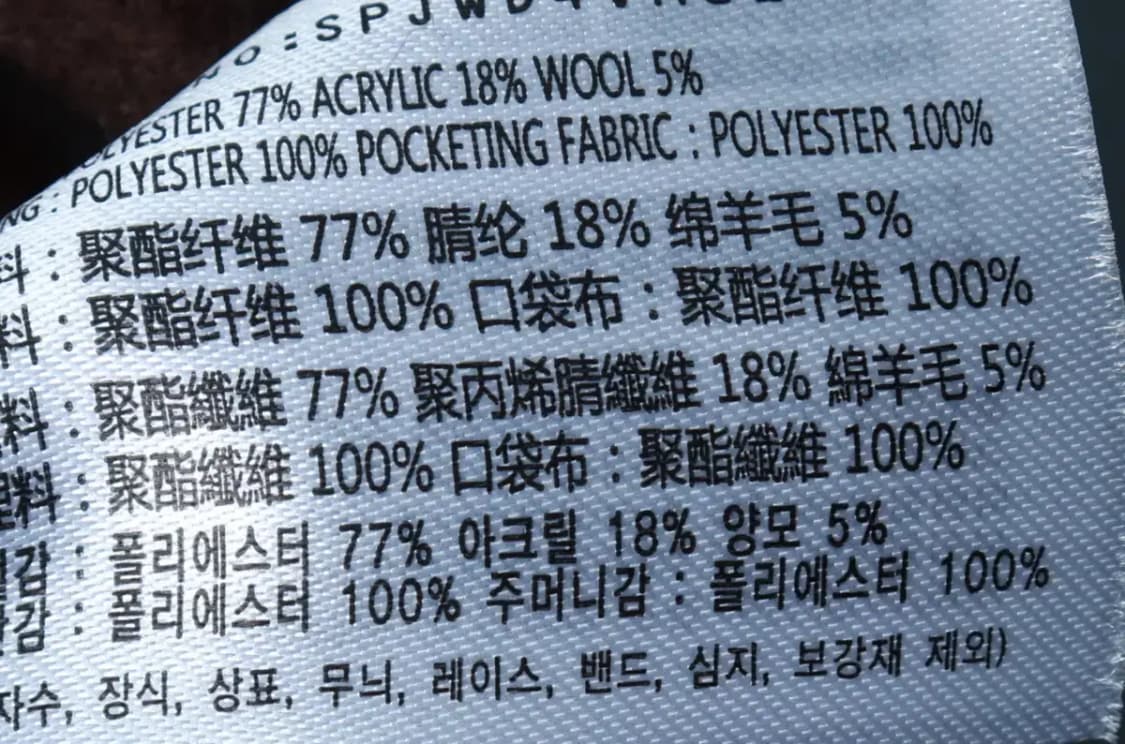 NO : SPJWD
POLYESTER 77% ACRYLIC 18% WOOL 5%
POLYESTER 100% POCKETING FABRIC : POLYESTER 100%
料 : 聚酯纤维 77% 腈纶 18% 绵羊毛 5%
料 : 聚酯纤维 100% 口袋布 : 聚酯纤维 100%
料 : 聚酯纖維 77% 聚丙烯腈纖維 18% 綿羊毛 5%
料 : 聚酯纖維 100% 口袋布 : 聚酯纖維 100%
감 : 폴리에스터 77% 아크릴 18% 양모 5%
감 : 폴리에스터 100% 주머니감 : 폴리에스터 100%
자수, 장식, 상표, 무늬, 레이스, 밴드, 심지, 보강재 제외)